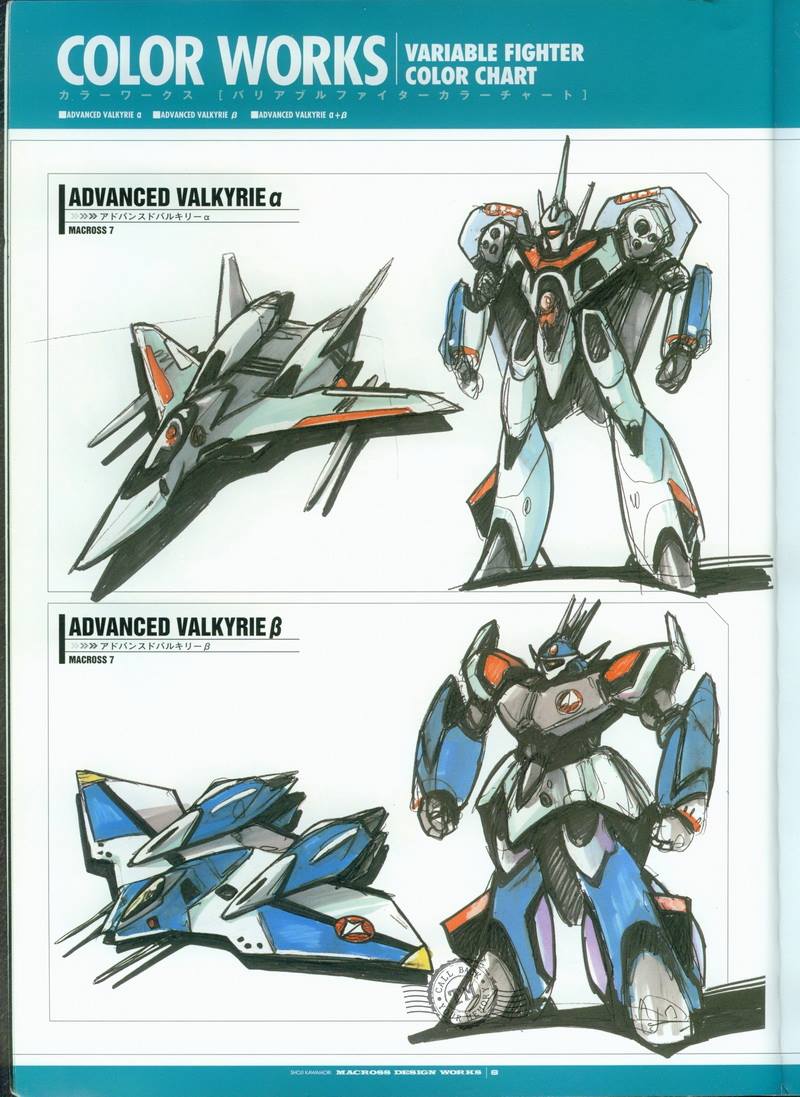 COLOR WORKS
VARIABLE FIGHTER
COLOR CHART
カラーワークス [バリアブルファイターカラーチャート]
■ADVANCED VALKYRIE α ■ADVANCED VALKYRIE β ■ADVANCED VALKYRIE α+β
ADVANCED VALKYRIE α
>>>> アドバンスドバルキリーα
MACROSS 7
ADVANCED VALKYRIE β
>>>> アドバンスドバルキリーβ
MACROSS 7
CALL BA
MEMORY
SHOJI KAWAMORI MACROSS DESIGN WORKS